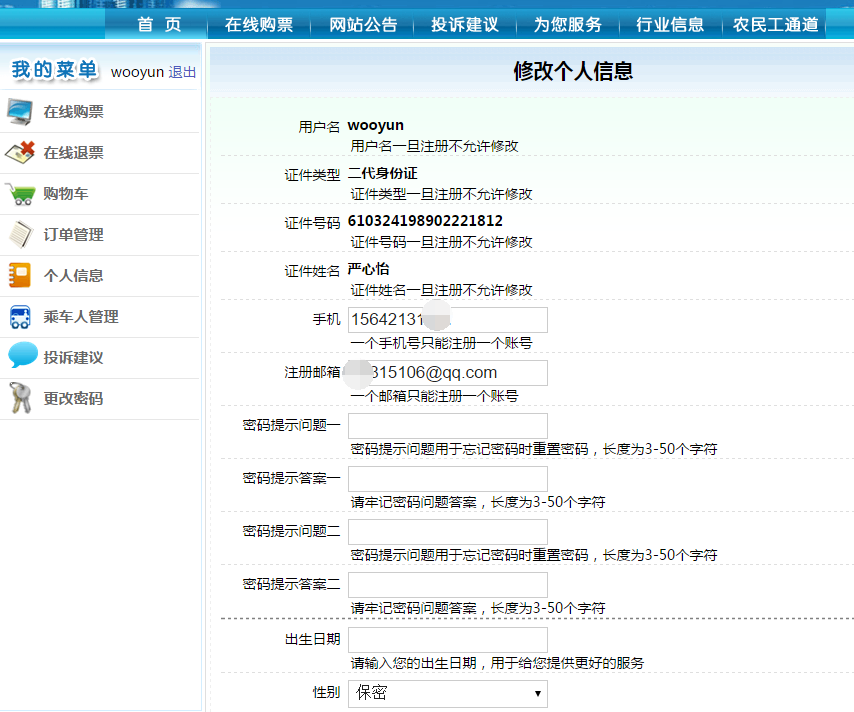 首 页 在线购票 网站公告 投诉建议 为您服务 行业信息 农民工通道
我的菜单 wooyun 退出
在线购票
在线退票
购物车
订单管理
个人信息
乘车人管理
投诉建议
更改密码
修改个人信息
用户名 wooyun
用户名一旦注册不允许修改
证件类型 二代身份证
证件类型一旦注册不允许修改
证件号码 610324198902221812
证件号码一旦注册不允许修改
证件姓名 严心怡
证件姓名一旦注册不允许修改
手机 15642131
一个手机号只能注册一个账号
注册邮箱 315106@qq.com
一个邮箱只能注册一个账号
密码提示问题一
密码提示问题用于忘记密码时重置密码，长度为3-50个字符
密码提示答案一
请牢记密码问题答案，长度为3-50个字符
密码提示问题二
密码提示问题用于忘记密码时重置密码，长度为3-50个字符
密码提示答案二
请牢记密码问题答案，长度为3-50个字符
出生日期
请输入您的出生日期，用于给您提供更好的服务
性别 保密